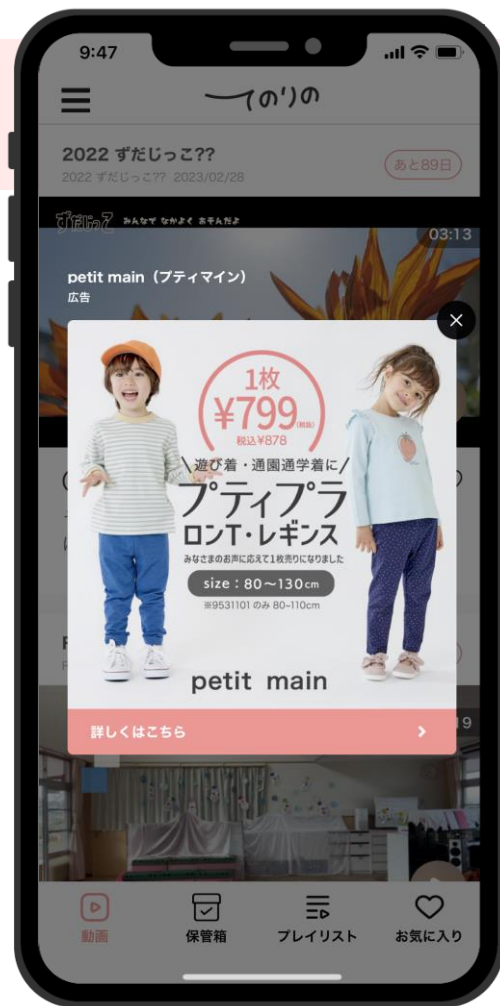 9:47
てのりの
2022 ずだじっこ??
2022 ずだじっこ?? 2023/02/28
あと89日
ずだじっこ みんなで なかよく あそんだよ
03:13
petit main（プティマイン）
広告
1枚
¥799(税抜)
税込¥878
遊び着・通園通学着に
プティプラ
ロンT・レギンス
みなさまのお声に応えて1枚売りになりました
size：80～130cm
※9531101 のみ 80–110cm
petit main
詳しくはこちら
19
動画
保管箱
プレイリスト
お気に入り